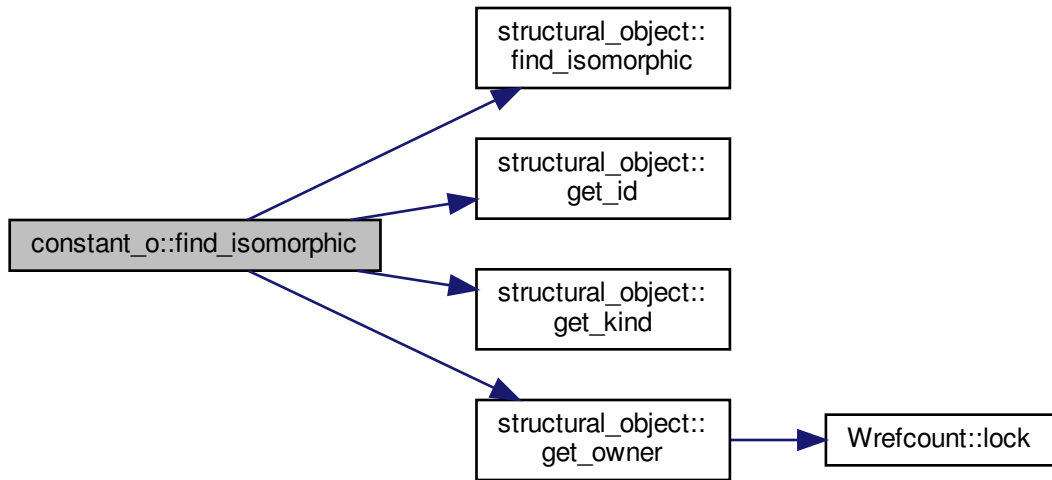 structural_object::
find_isomorphic
structural_object::
get_id
constant_o::find_isomorphic
structural_object::
get_kind
structural_object::
get_owner
Wrefcount::lock